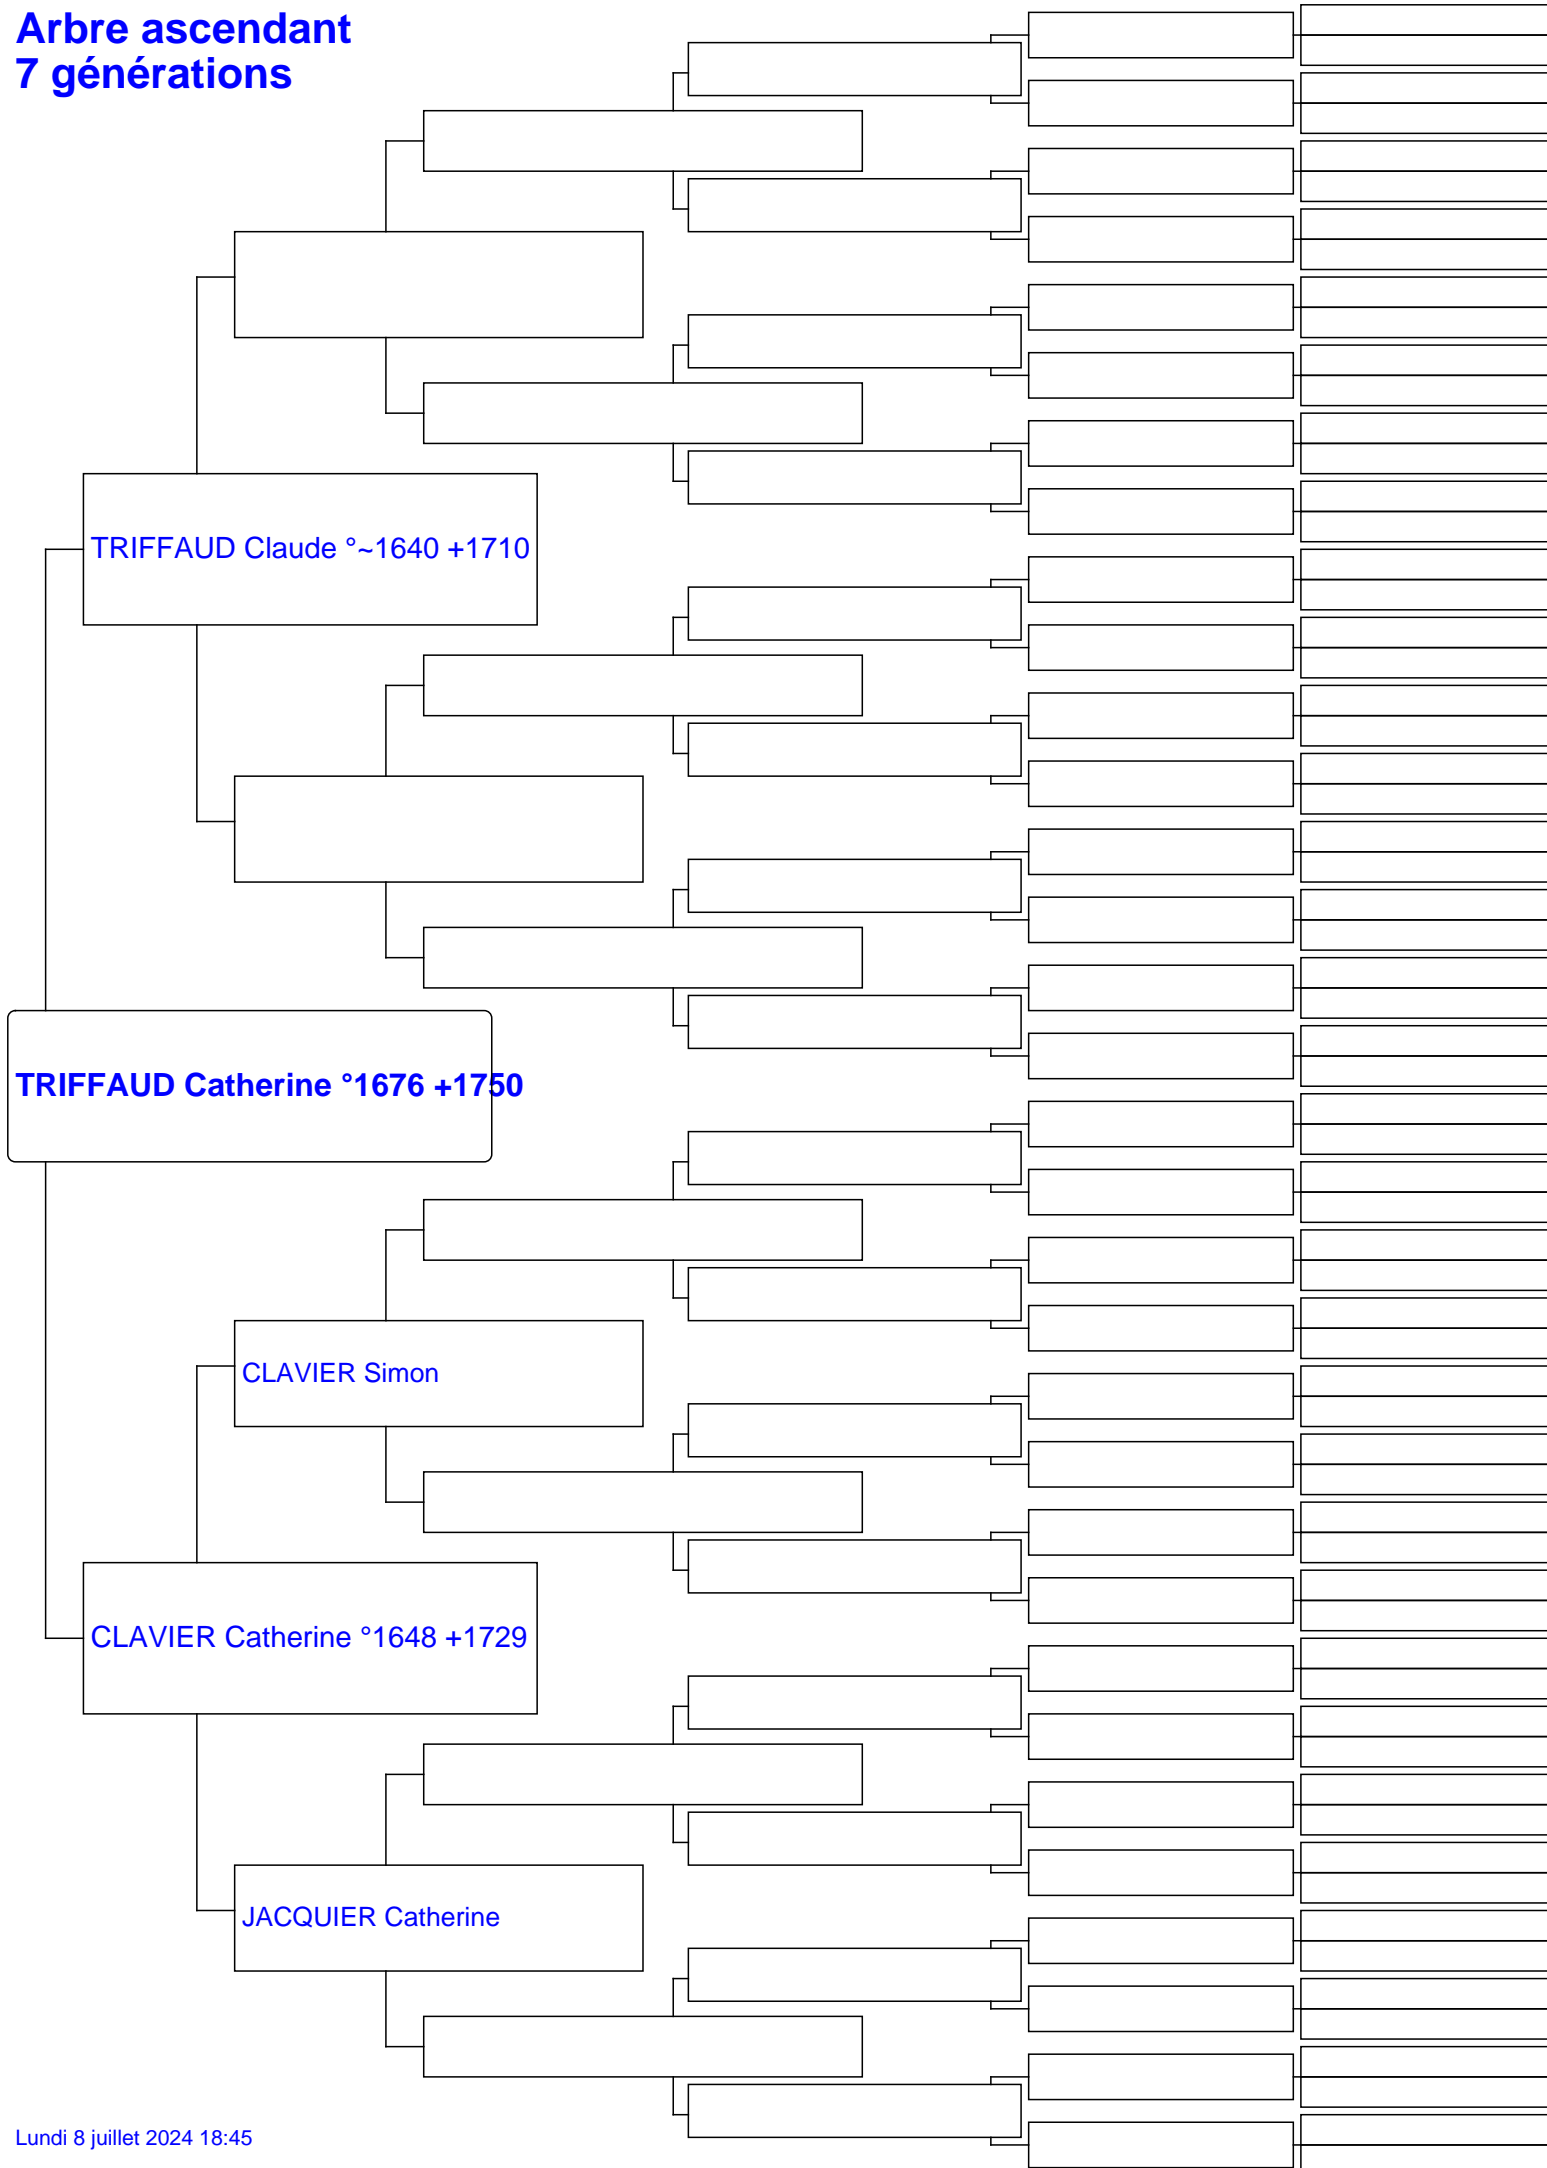 Arbre ascendant
7 générations
TRIFFAUD Claude °~1640 +1710
TRIFFAUD Catherine °1676 +1750
CLAVIER Simon
CLAVIER Catherine °1648 +1729
JACQUIER Catherine
Lundi 8 juillet 2024 18:45